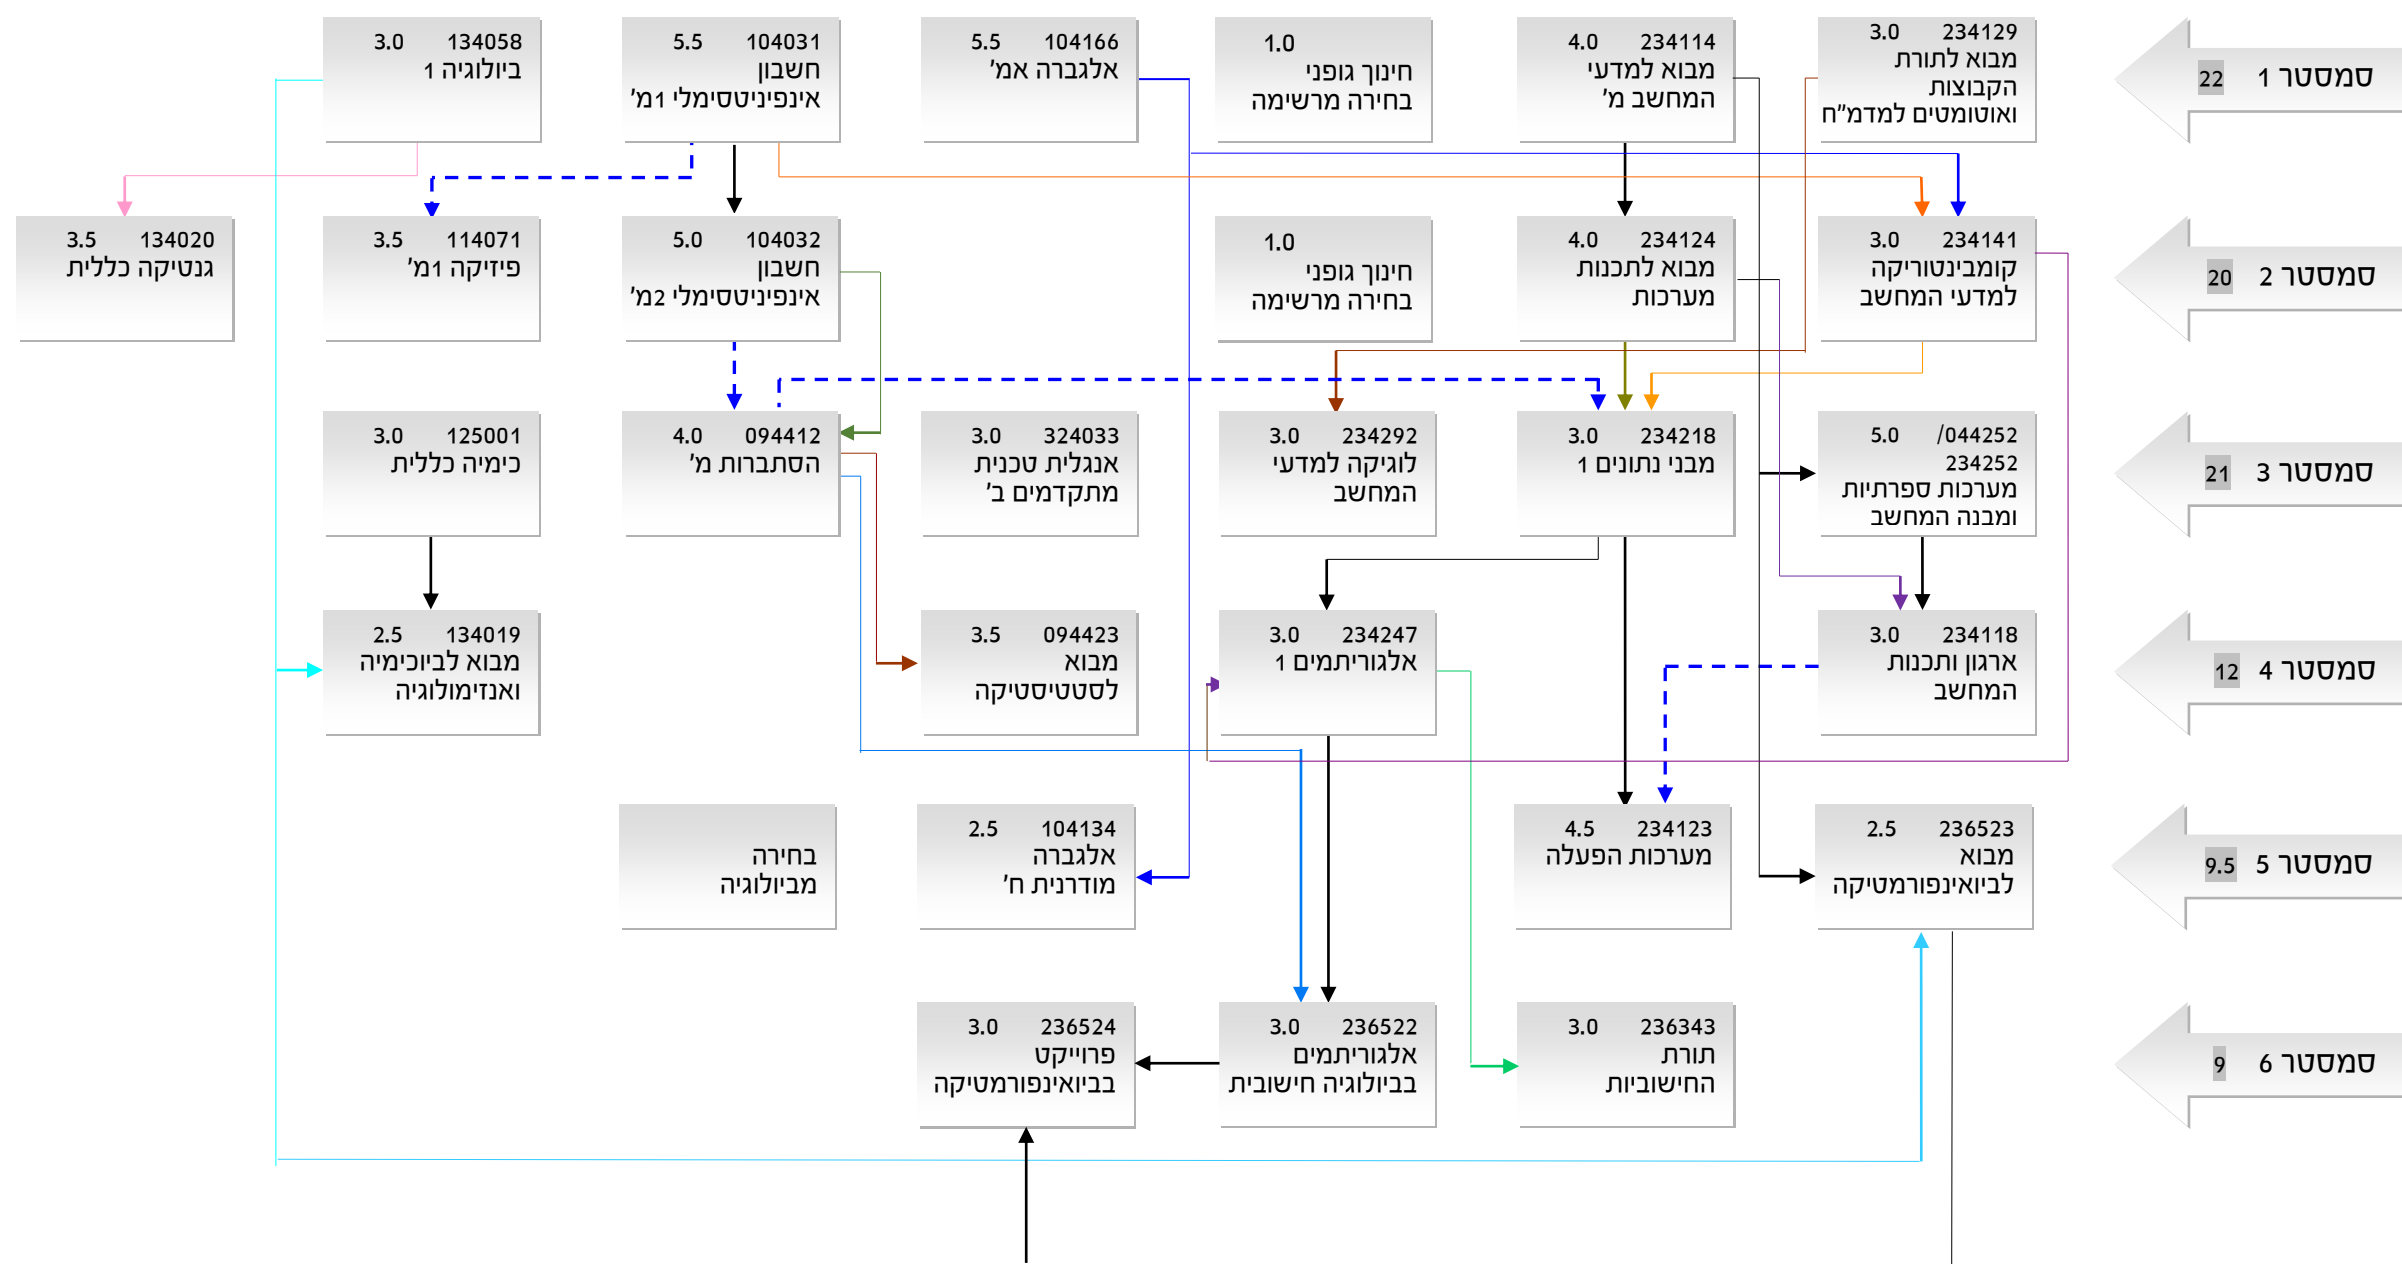 סמסטר 1 22
234129 3.0
מבוא לתורת
הקבוצות
ואוטומטים למדמ"ח
234114 4.0
מבוא למדעי
המחשב מ'
1.0
חינוך גופני
בחירה מרשימה
104166 5.5
אלגברה אמ'
104031 5.5
חשבון
אינפיניטסימלי 1מ'
134058 3.0
ביולוגיה 1
סמסטר 2 20
234141 3.0
קומבינטוריקה
למדעי המחשב
234124 4.0
מבוא לתכנות
מערכות
1.0
חינוך גופני
בחירה מרשימה
104032 5.0
חשבון
אינפיניטסימלי 2מ'
114071 3.5
פיזיקה 1מ'
134020 3.5
גנטיקה כללית
סמסטר 3 21
044252/ 5.0
234252
מערכות ספרתיות
ומבנה המחשב
234218 3.0
מבני נתונים 1
234292 3.0
לוגיקה למדעי
המחשב
324033 3.0
אנגלית טכנית
מתקדמים ב'
094412 4.0
הסתברות מ'
125001 3.0
כימיה כללית
סמסטר 4 12
234118 3.0
ארגון ותכנות
המחשב
234247 3.0
אלגוריתמים 1
094423 3.5
מבוא
לסטטיסטיקה
134019 2.5
מבוא לביוכימיה
ואנזימולוגיה
סמסטר 5 9.5
236523 2.5
מבוא
לביואינפורמטיקה
234123 4.5
מערכות הפעלה
104134 2.5
אלגברה
מודרנית ח'
בחירה
מביולוגיה
סמסטר 6 9
236343 3.0
תורת
החישוביות
236522 3.0
אלגוריתמים
בביולוגיה חישובית
236524 3.0
פרוייקט
בביואינפורמטיקה